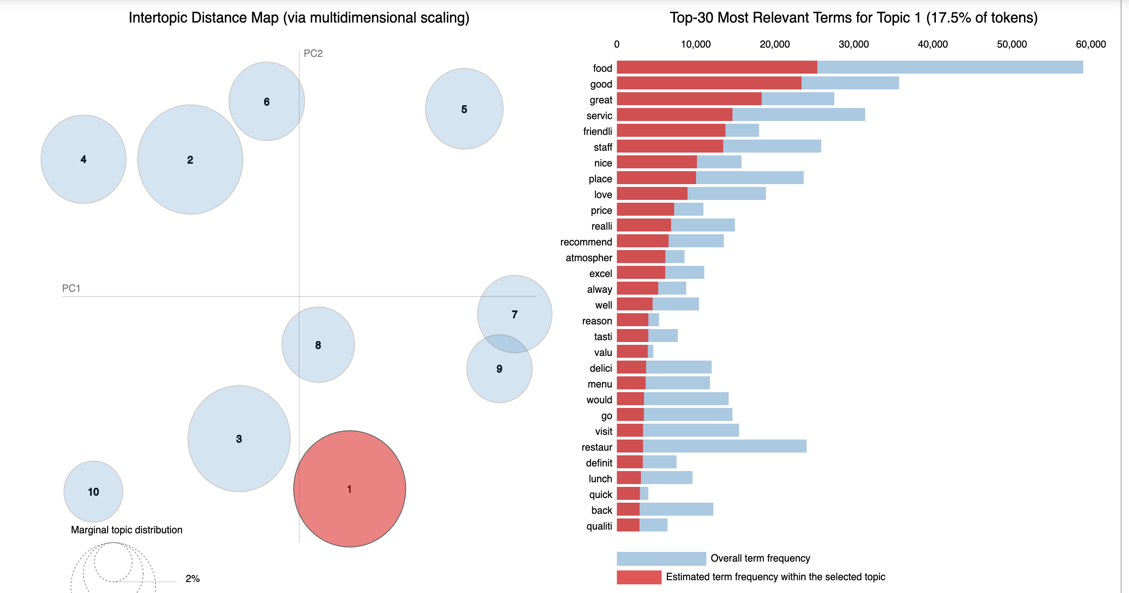 Intertopic Distance Map (via multidimensional scaling)
PC2
6
5
4
2
PC1
7
8
9
3
1
10
Marginal topic distribution
2%
Top-30 Most Relevant Terms for Topic 1 (17.5% of tokens)
0 10,000 20,000 30,000 40,000 50,000 60,000
food
good
great
servic
friendli
staff
nice
place
love
price
realli
recommend
atmospher
excel
alway
well
reason
tasti
valu
delici
menu
would
go
visit
restaur
definit
lunch
quick
back
qualiti
Overall term frequency
Estimated term frequency within the selected topic